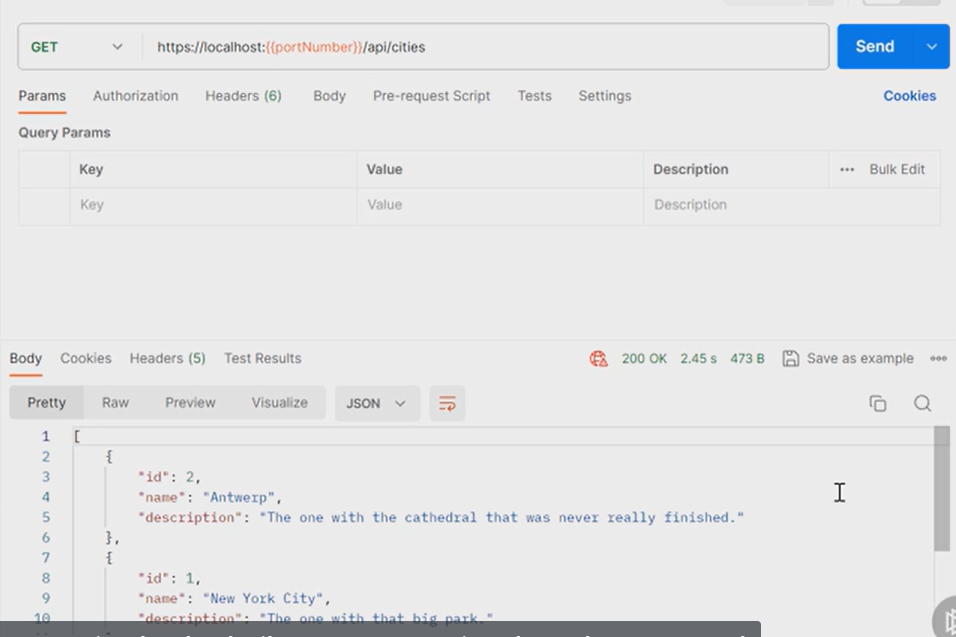 GET https://localhost:{{portNumber}}/api/cities Send
Params Authorization Headers (6) Body Pre-request Script Tests Settings Cookies
Query Params
Key Value Description ••• Bulk Edit
Key Value Description
Body Cookies Headers (5) Test Results 200 OK 2.45 s 473 B Save as example •••
Pretty Raw Preview Visualize JSON
1 [
2 {
3 "id": 2,
4 "name": "Antwerp",
5 "description": "The one with the cathedral that was never really finished."
6 },
7 {
8 "id": 1,
9 "name": "New York City",
10 "description": "The one with that big park."